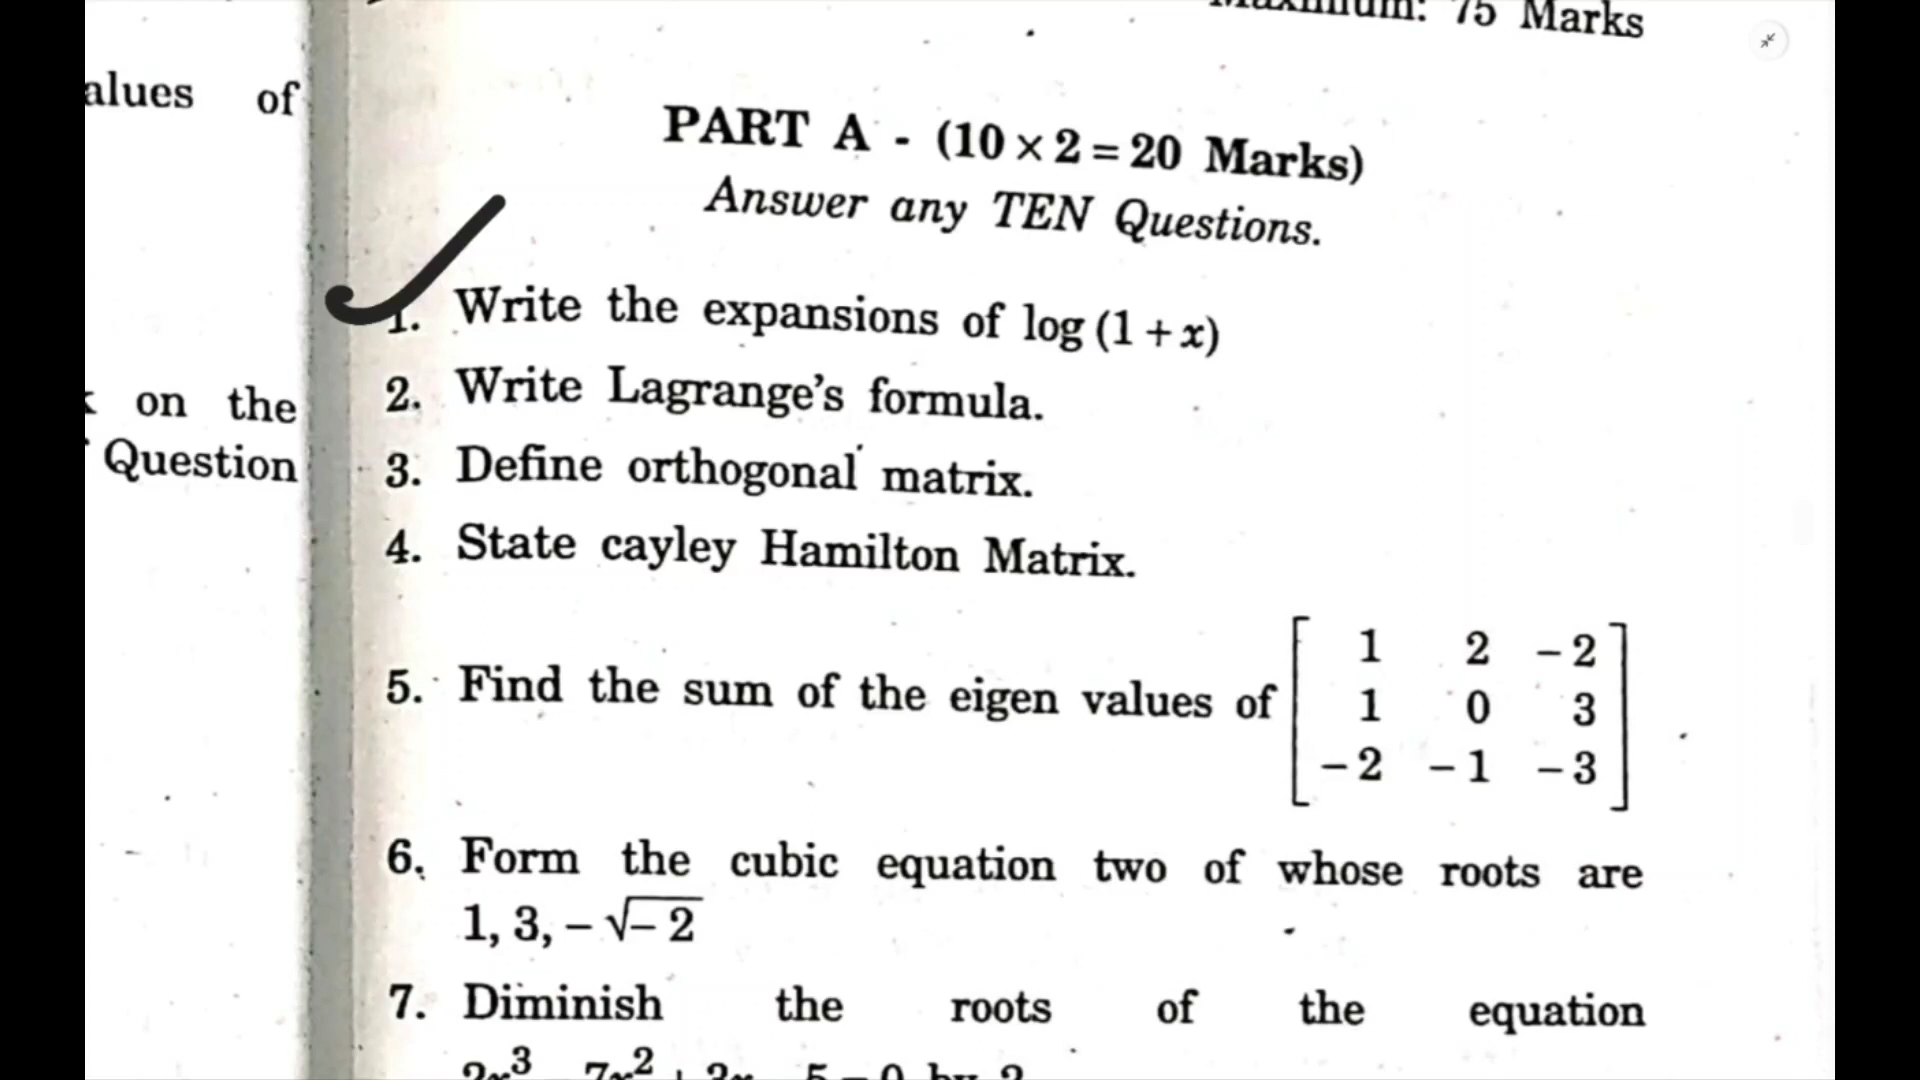 Maximum: 75 Marks
alues of
on the
Question
PART A - (10 × 2 = 20 Marks)
Answer any TEN Questions.
1. Write the expansions of log (1 + x)
2. Write Lagrange's formula.
3. Define orthogonal matrix.
4. State cayley Hamilton Matrix.
5. Find the sum of the eigen values of
1 2 – 2
1 0 3
– 2 – 1 – 3
6. Form the cubic equation two of whose roots are
1, 3, – √– 2
7. Diminish the roots of the equation